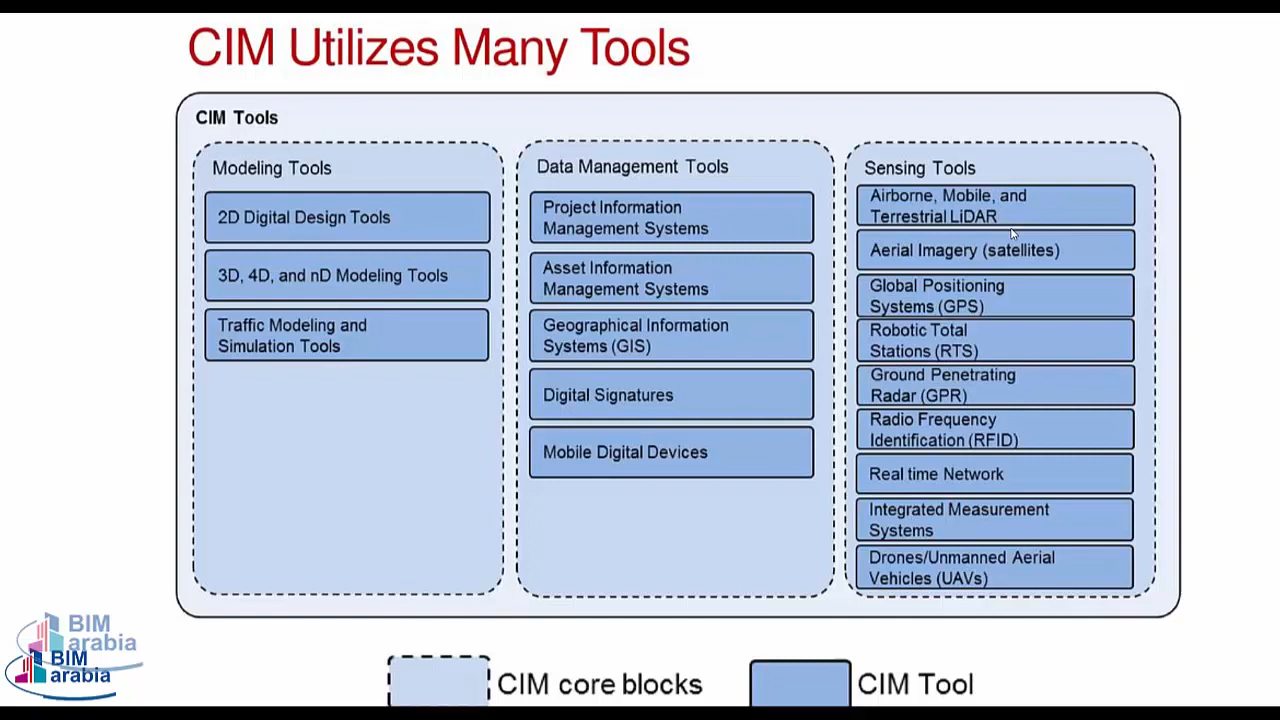 CIM Utilizes Many Tools
CIM Tools
Modeling Tools
2D Digital Design Tools
3D, 4D, and nD Modeling Tools
Traffic Modeling and
Simulation Tools
Data Management Tools
Project Information
Management Systems
Asset Information
Management Systems
Geographical Information
Systems (GIS)
Digital Signatures
Mobile Digital Devices
Sensing Tools
Airborne, Mobile, and
Terrestrial LiDAR
Aerial Imagery (satellites)
Global Positioning
Systems (GPS)
Robotic Total
Stations (RTS)
Ground Penetrating
Radar (GPR)
Radio Frequency
Identification (RFID)
Real time Network
Integrated Measurement
Systems
Drones/Unmanned Aerial
Vehicles (UAVs)
BIM
arabia
BIM
arabia
CIM core blocks
CIM Tool